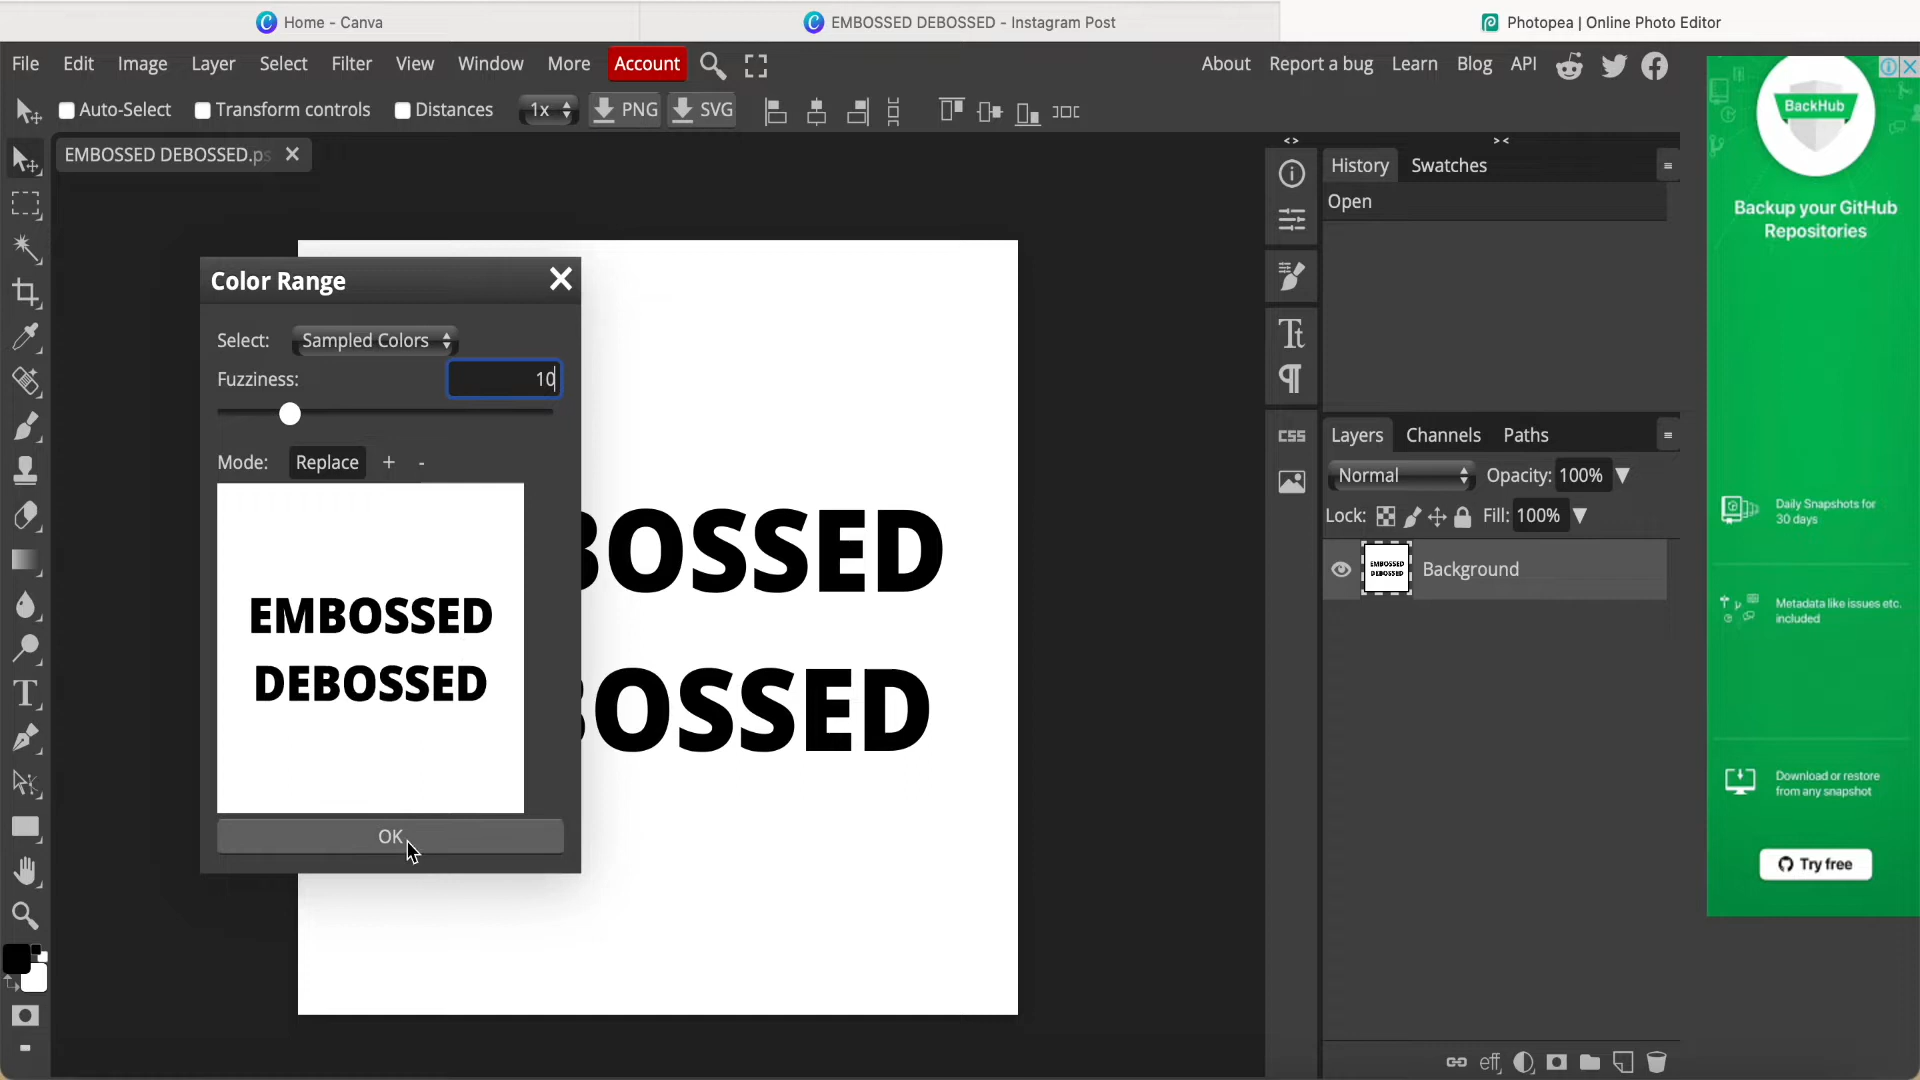 Home - Canva
EMBOSSED DEBOSSED - Instagram Post
Photopea | Online Photo Editor
File Edit Image Layer Select Filter View Window More Account
About Report a bug Learn Blog API
Auto-Select Transform controls Distances 1x PNG SVG
EMBOSSED DEBOSSED.ps
Color Range
Select: Sampled Colors
Fuzziness: 10
Mode: Replace + -
EMBOSSED
DEBOSSED
OK
BOSSED
BOSSED
History Swatches
Open
CSS
Layers Channels Paths
Normal Opacity: 100%
Lock: Fill: 100%
EMBOSSED
DEBOSSED
Background
eff
BackHub
Backup your GitHub
Repositories
Daily Snapshots for
30 days
Metadata like issues etc.
included
Download or restore
from any snapshot
Try free